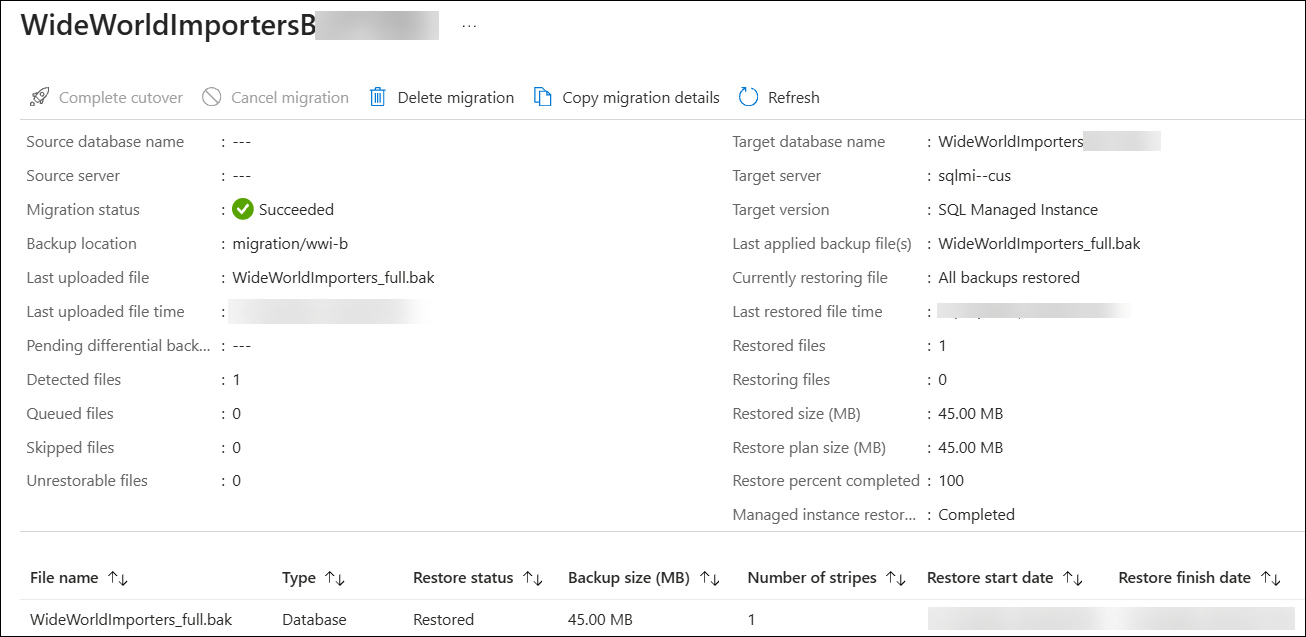 WideWorldImportersB
...
Complete cutover Cancel migration Delete migration Copy migration details Refresh
Source database name : ---
Source server : ---
Migration status : Succeeded
Backup location : migration/wwi-b
Last uploaded file : WideWorldImporters_full.bak
Last uploaded file time :
Pending differential back... : ---
Detected files : 1
Queued files : 0
Skipped files : 0
Unrestorable files : 0
Target database name : WideWorldImporters
Target server : sqlmi--cus
Target version : SQL Managed Instance
Last applied backup file(s) : WideWorldImporters_full.bak
Currently restoring file : All backups restored
Last restored file time :
Restored files : 1
Restoring files : 0
Restored size (MB) : 45.00 MB
Restore plan size (MB) : 45.00 MB
Restore percent completed : 100
Managed instance restor... : Completed
File name ↑↓ Type ↑↓ Restore status ↑↓ Backup size (MB) ↑↓ Number of stripes ↑↓ Restore start date ↑↓ Restore finish date ↑↓
WideWorldImporters_full.bak Database Restored 45.00 MB 1